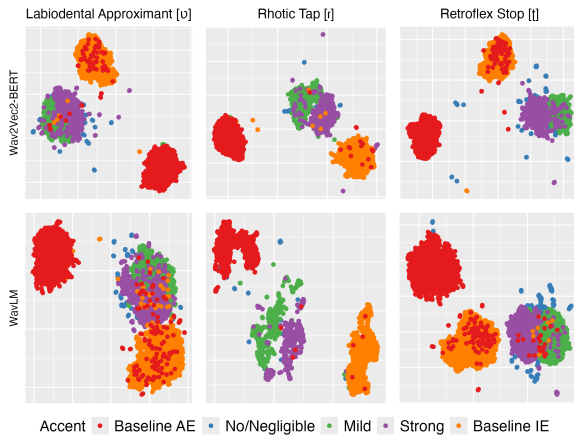 Labiodental Approximant [ʋ] Rhotic Tap [ɾ] Retroflex Stop [ʈ]
Wav2Vec2-BERT
WavLM
Accent Baseline AE No/Negligible Mild Strong Baseline IE